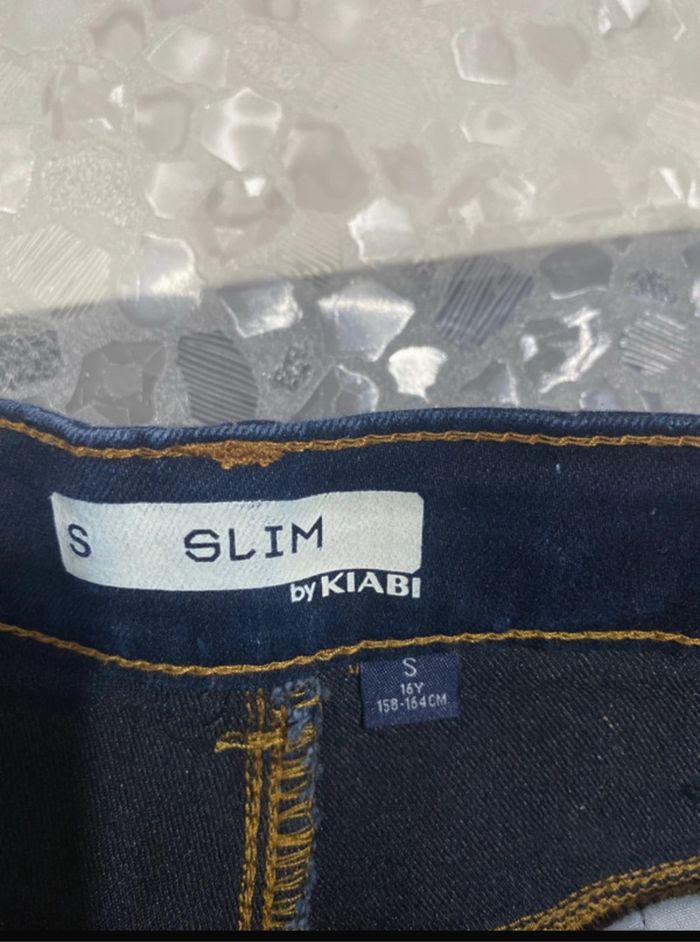 S SLIM
by KIABI
S
16Y
158-164CM